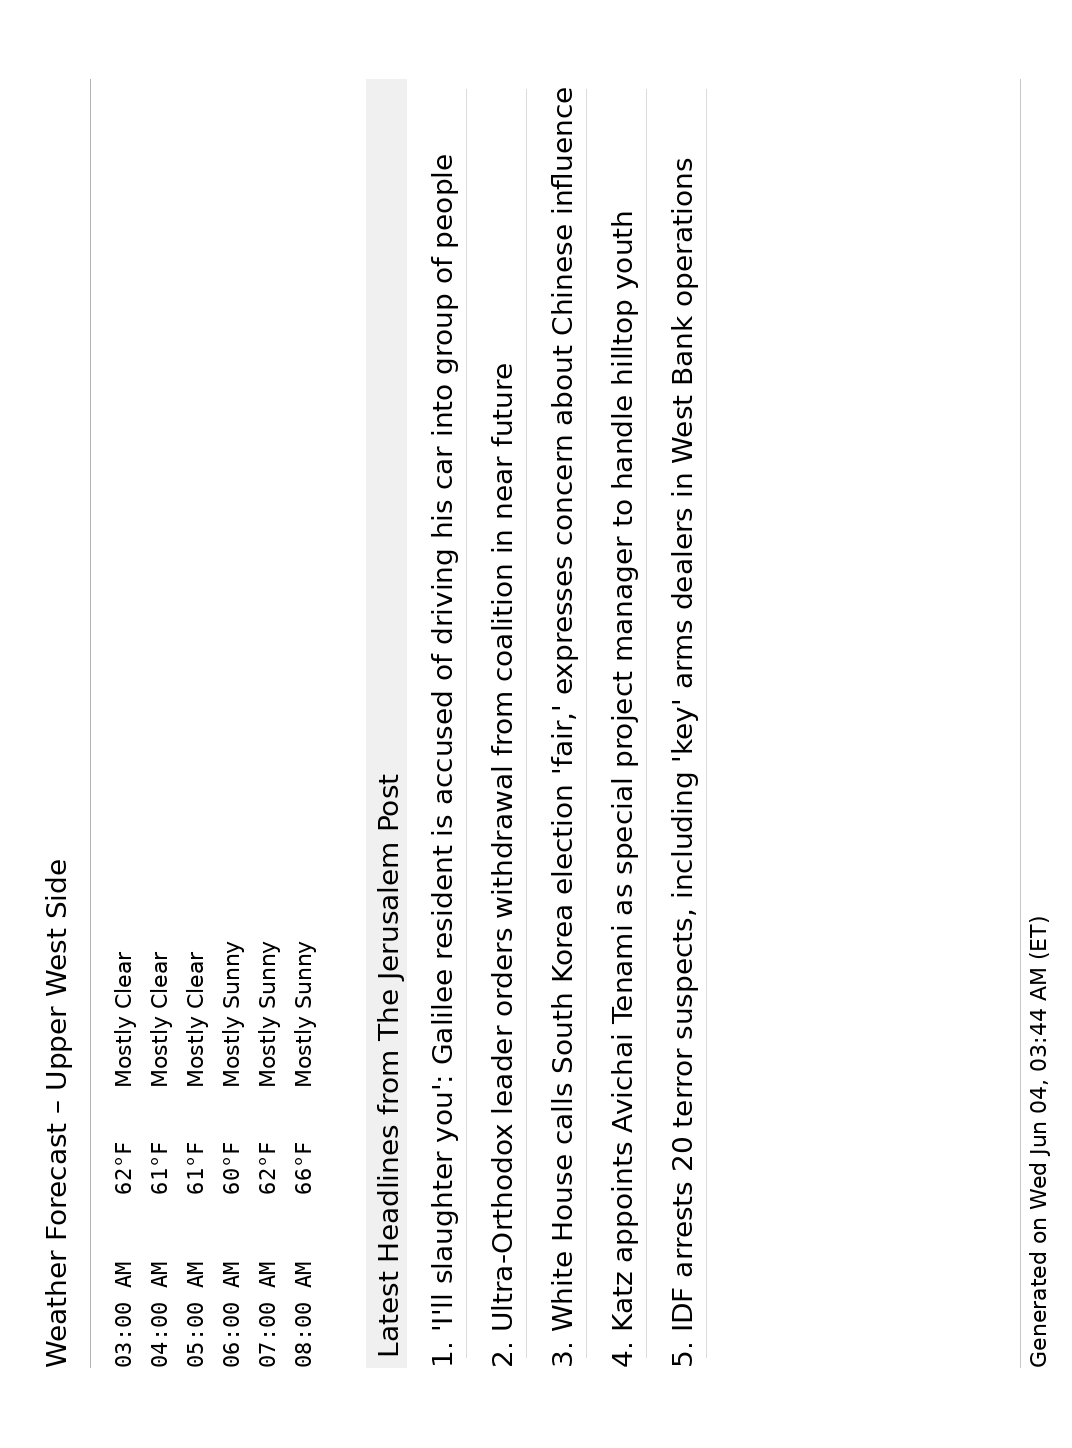 Weather Forecast – Upper West Side
03:00 AM 62°F Mostly Clear
04:00 AM 61°F Mostly Clear
05:00 AM 61°F Mostly Clear
06:00 AM 60°F Mostly Sunny
07:00 AM 62°F Mostly Sunny
08:00 AM 66°F Mostly Sunny
Latest Headlines from The Jerusalem Post
1. 'I'll slaughter you': Galilee resident is accused of driving his car into group of people
2. Ultra-Orthodox leader orders withdrawal from coalition in near future
3. White House calls South Korea election 'fair,' expresses concern about Chinese influence
4. Katz appoints Avichai Tenami as special project manager to handle hilltop youth
5. IDF arrests 20 terror suspects, including 'key' arms dealers in West Bank operations
Generated on Wed Jun 04, 03:44 AM (ET)